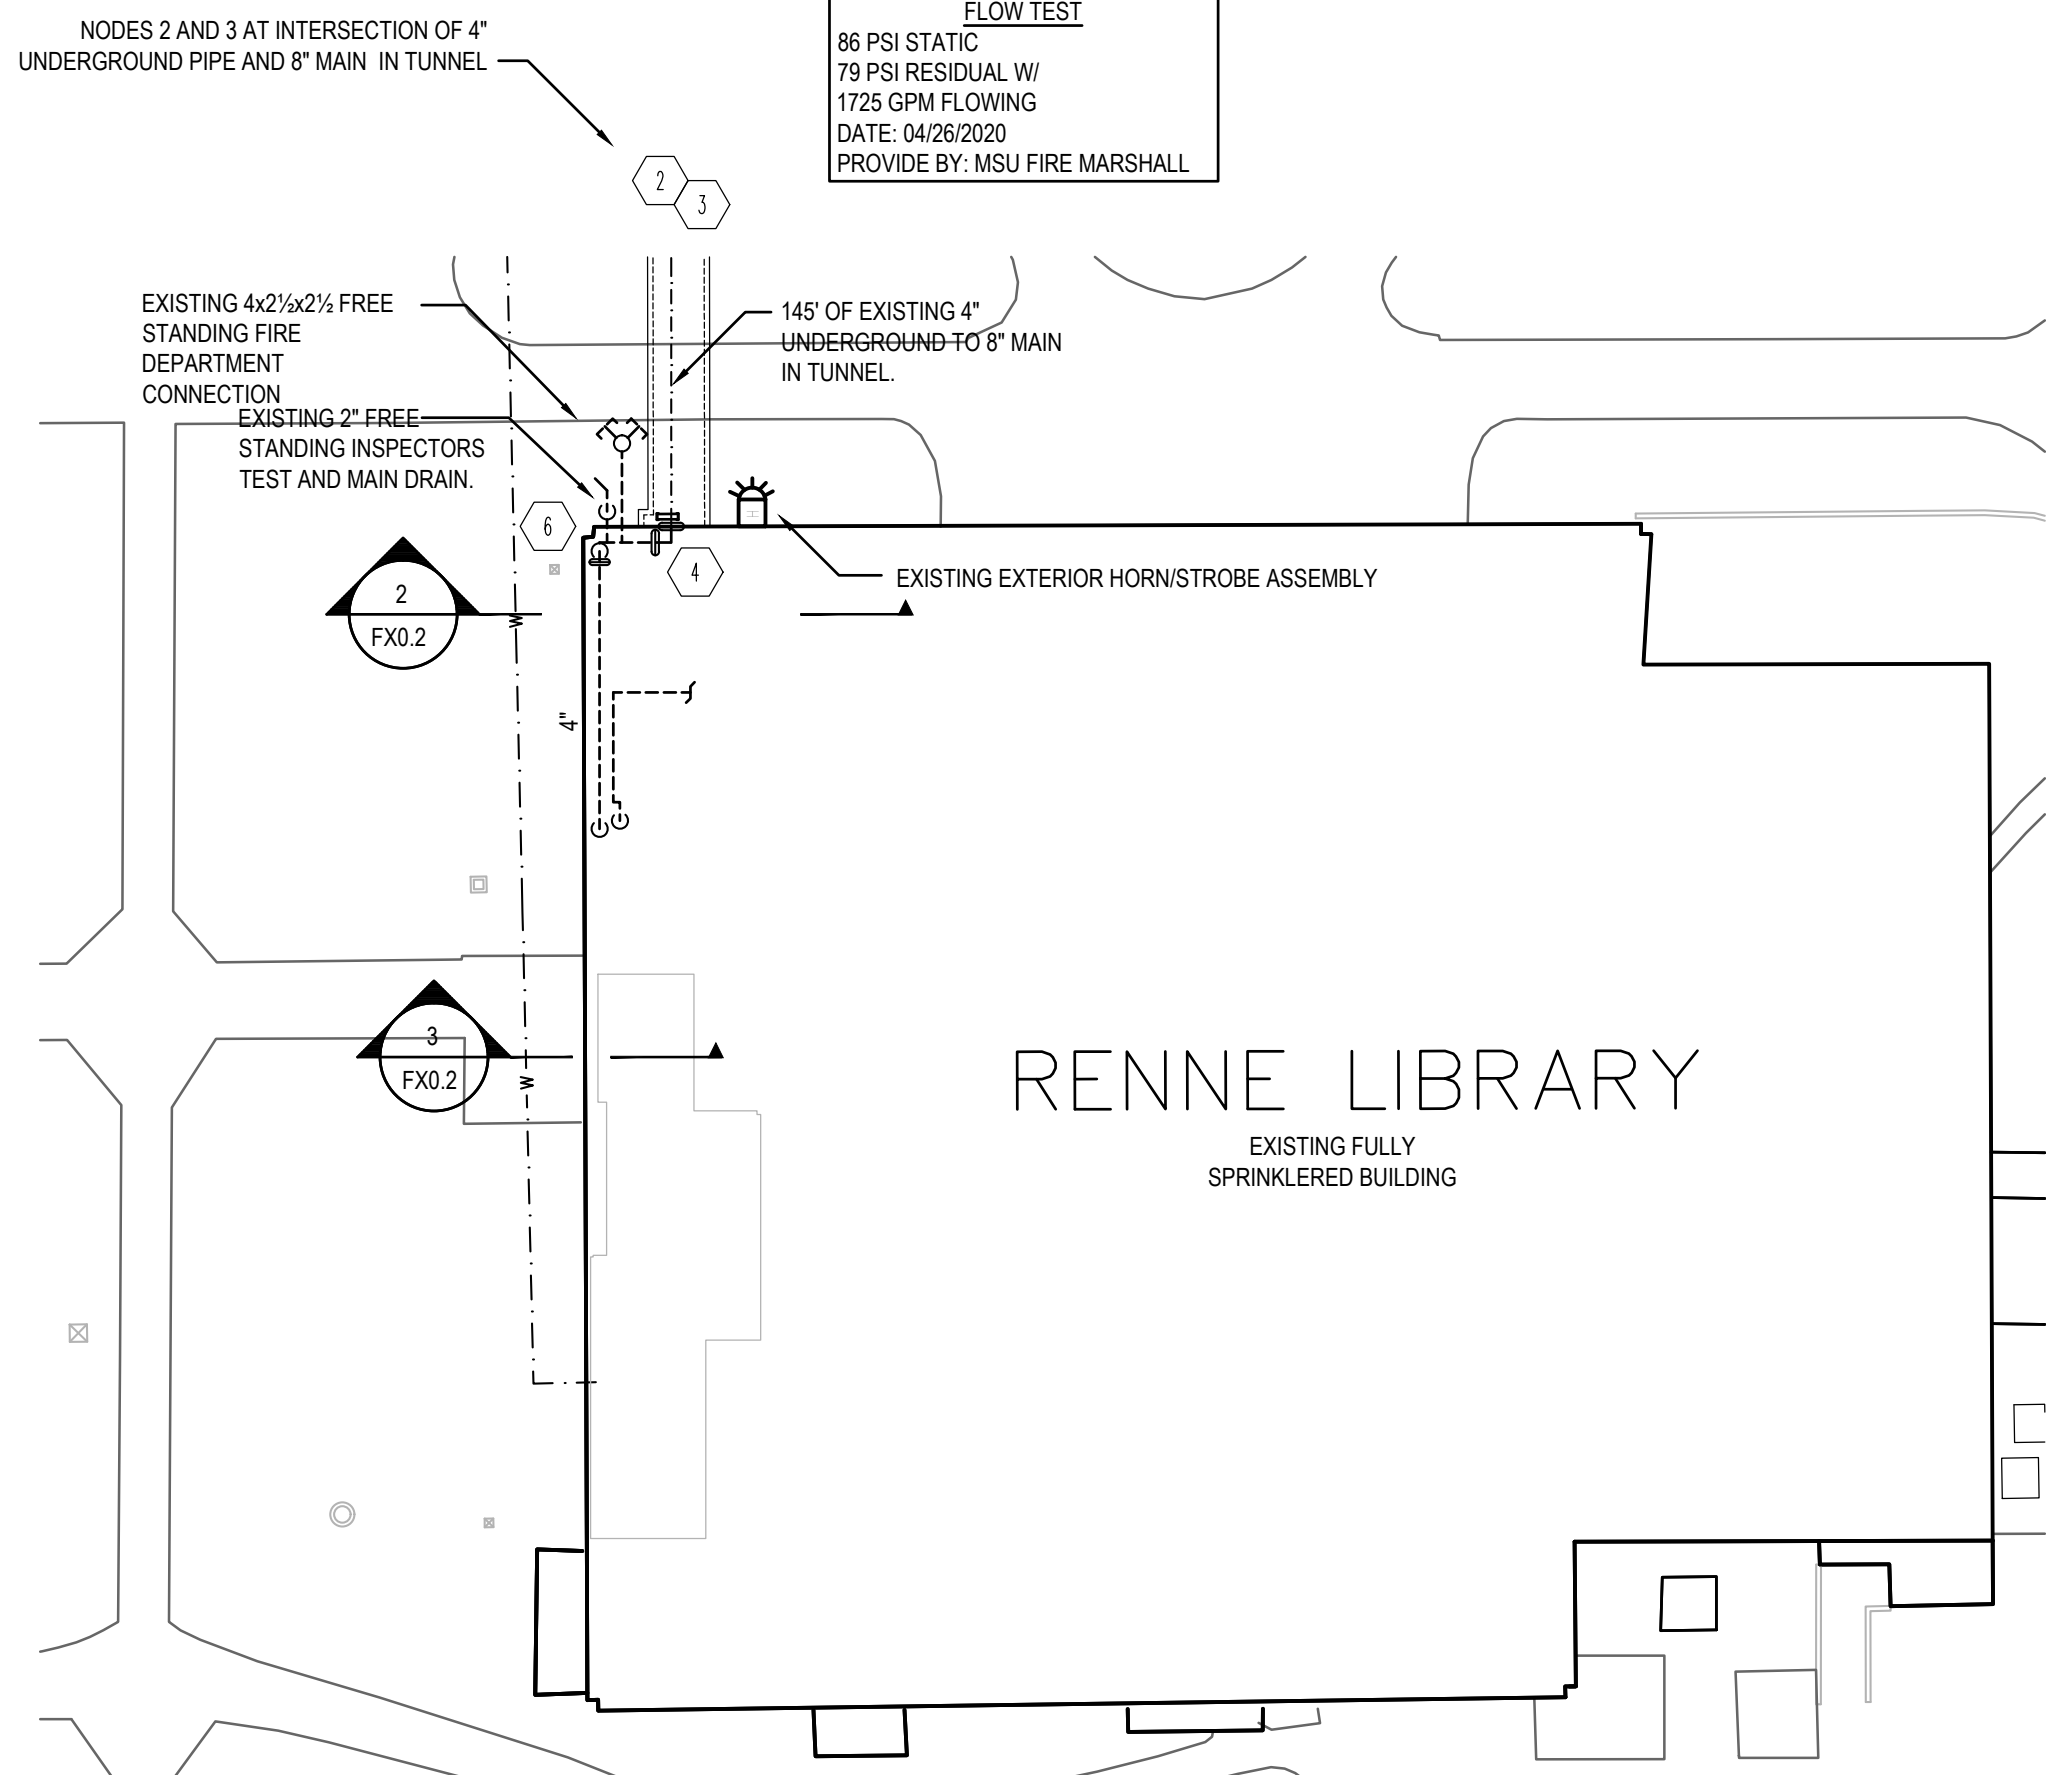 FLOW TEST
86 PSI STATIC
79 PSI RESIDUAL W/
1725 GPM FLOWING
DATE: 04/26/2020
PROVIDE BY: MSU FIRE MARSHALL
NODES 2 AND 3 AT INTERSECTION OF 4"
UNDERGROUND PIPE AND 8" MAIN IN TUNNEL
2
3
EXISTING 4x2½x2½ FREE
STANDING FIRE
DEPARTMENT
CONNECTION
145' OF EXISTING 4"
UNDERGROUND TO 8" MAIN
IN TUNNEL.
EXISTING 2" FREE
STANDING INSPECTORS
TEST AND MAIN DRAIN.
6
4
H
EXISTING EXTERIOR HORN/STROBE ASSEMBLY
2
FX0.2
W
4"
3
FX0.2
W
RENNE LIBRARY
EXISTING FULLY
SPRINKLERED BUILDING